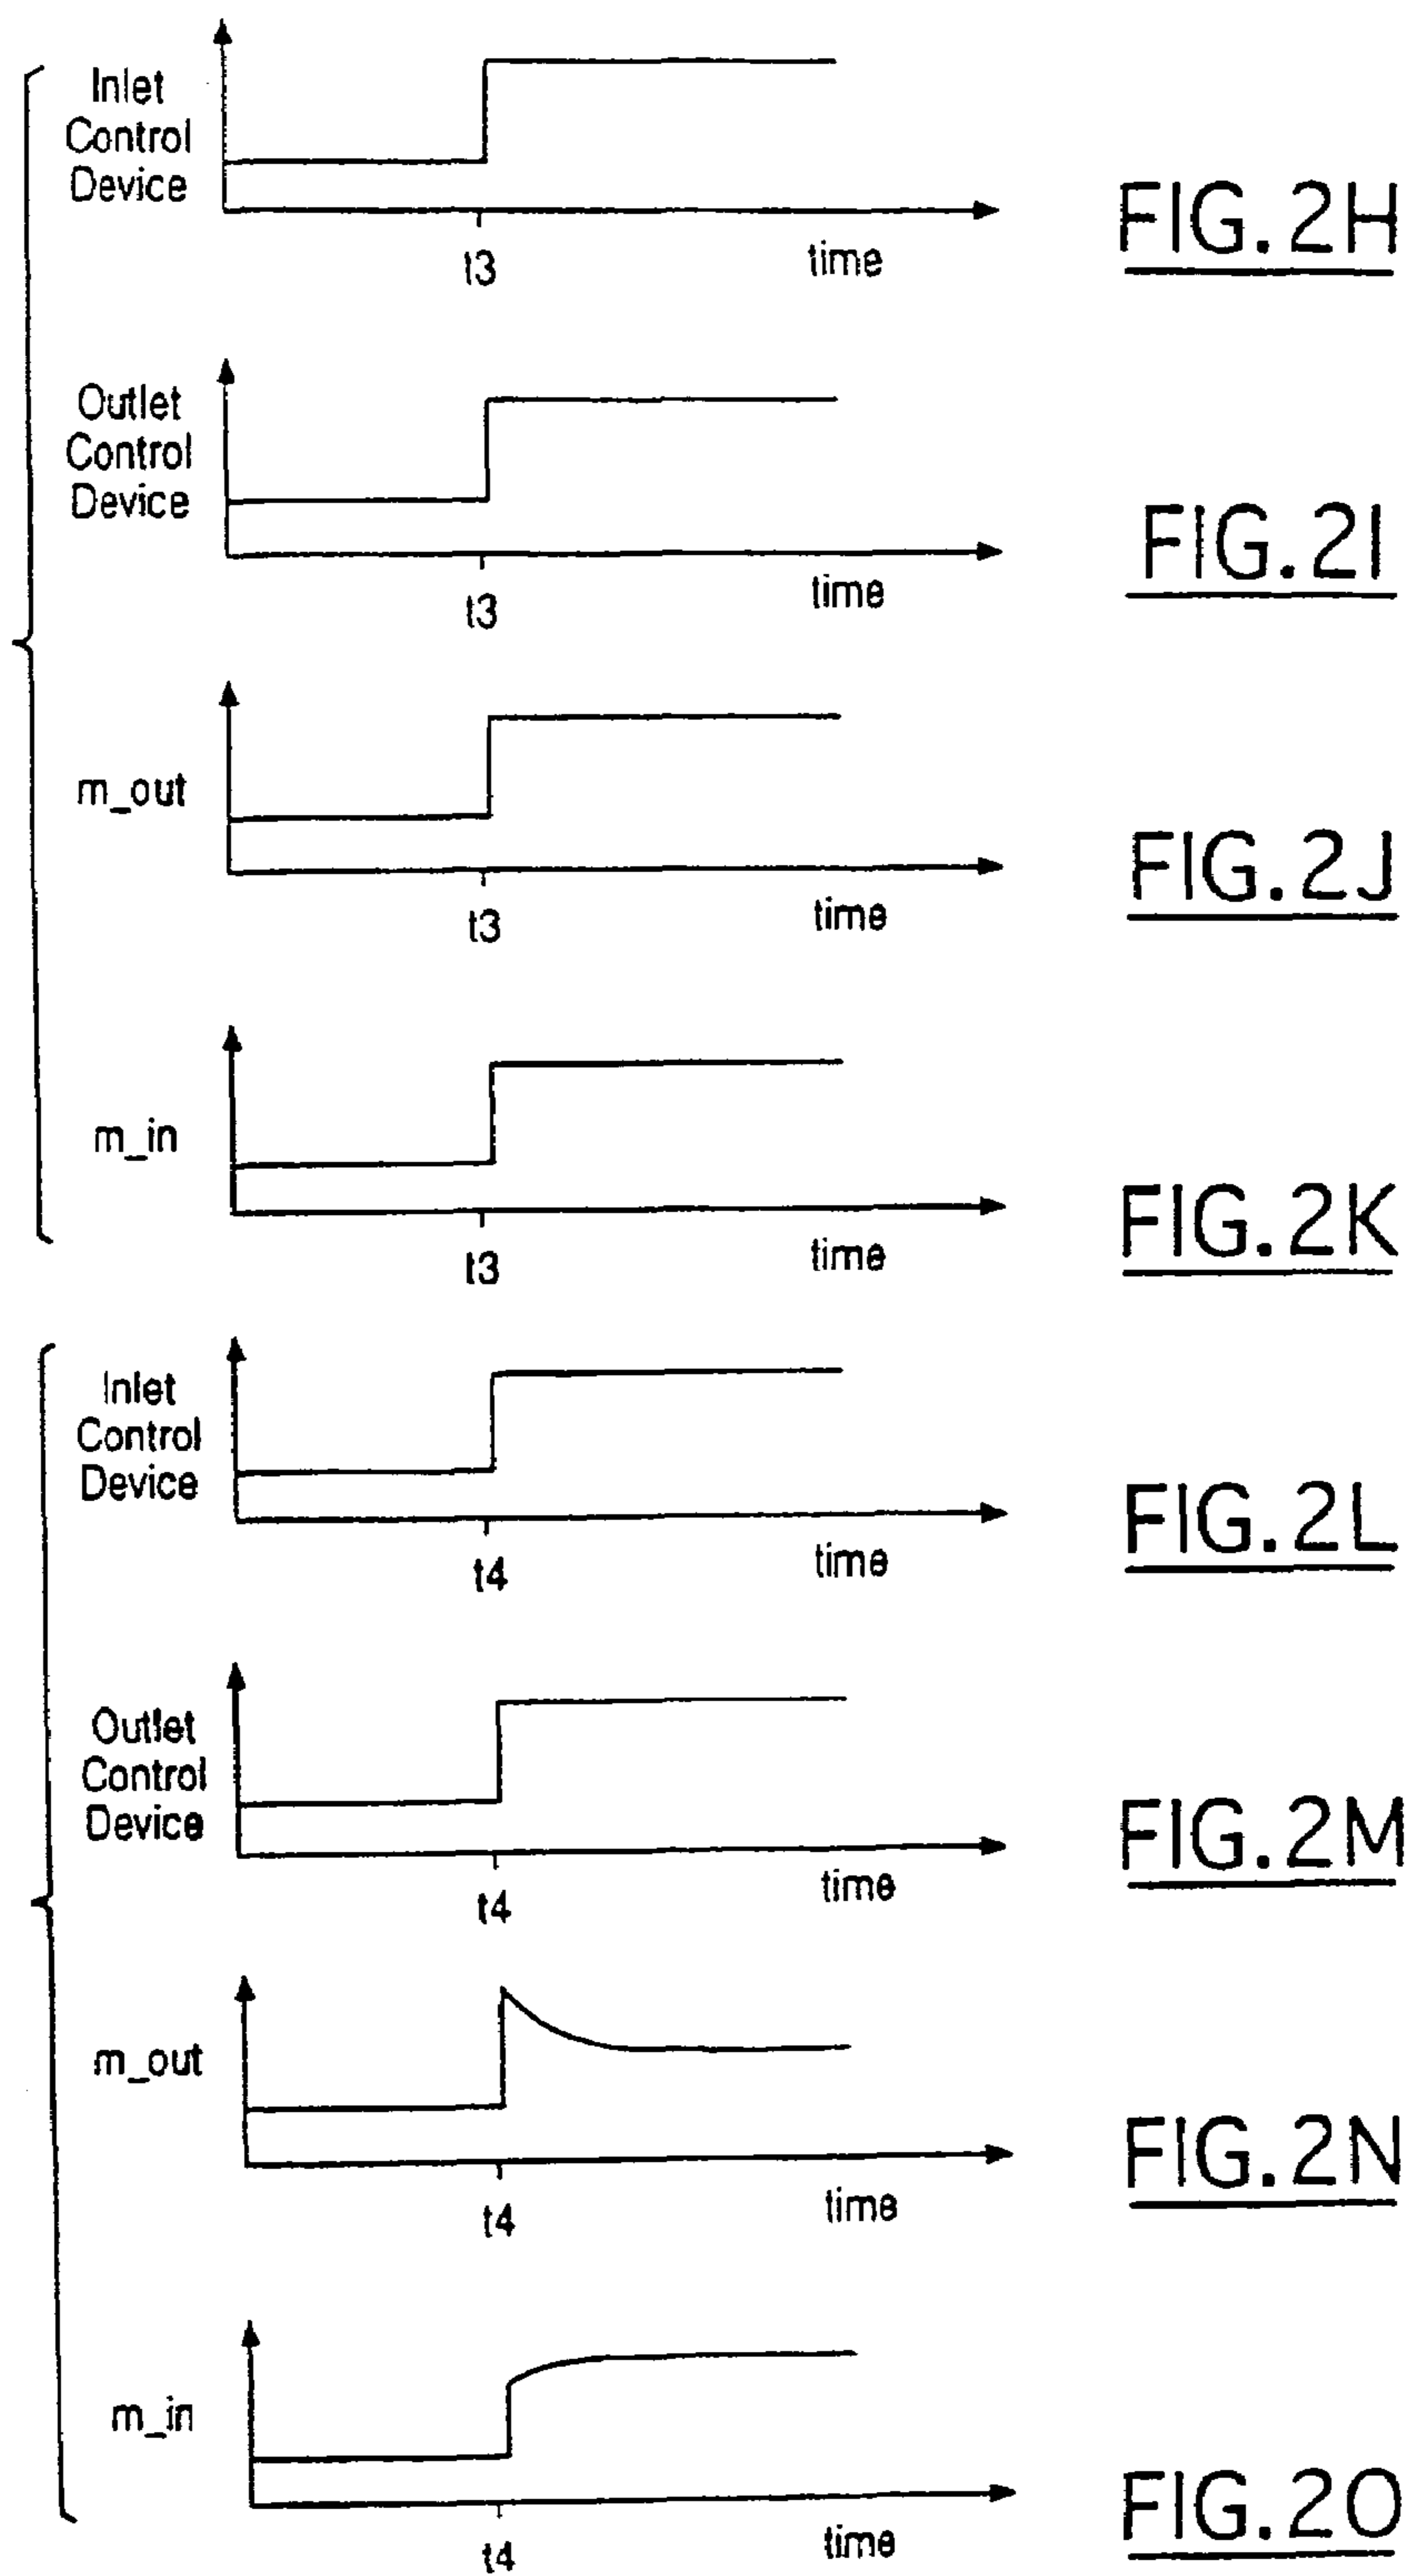 Inlet
Control
Device
t3
time
FIG. 2H
Outlet
Control
Device
t3
time
FIG. 2I
m_out
t3
time
FIG. 2J
m_in
t3
time
FIG. 2K
Inlet
Control
Device
t4
time
FIG. 2L
Outlet
Control
Device
t4
time
FIG. 2M
m_out
t4
time
FIG. 2N
m_in
t4
time
FIG. 2O